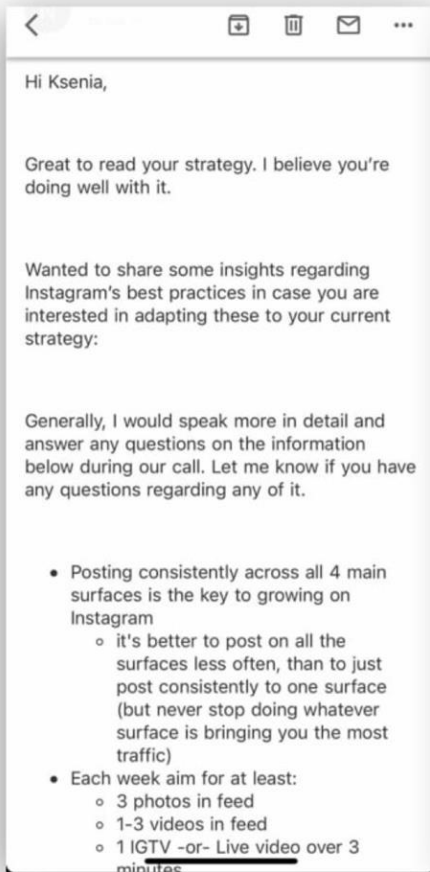 Hi Ksenia,
Great to read your strategy. I believe you're
doing well with it.
Wanted to share some insights regarding
Instagram's best practices in case you are
interested in adapting these to your current
strategy:
Generally, I would speak more in detail and
answer any questions on the information
below during our call. Let me know if you have
any questions regarding any of it.
• Posting consistently across all 4 main
surfaces is the key to growing on
Instagram
◦ it's better to post on all the
surfaces less often, than to just
post consistently to one surface
(but never stop doing whatever
surface is bringing you the most
traffic)
• Each week aim for at least:
◦ 3 photos in feed
◦ 1-3 videos in feed
◦ 1 IGTV -or- Live video over 3
minutes